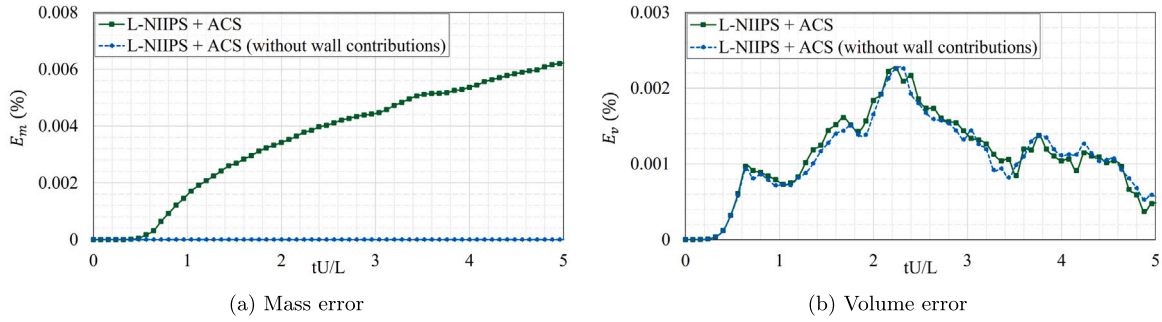 0.008
0.006
0.004
0.002
0
E_m (%)
L-NIIPS + ACS
L-NIIPS + ACS (without wall contributions)
0 1 2 3 4 5
tU/L
(a) Mass error
0.003
0.002
0.001
0
E_v (%)
L-NIIPS + ACS
L-NIIPS + ACS (without wall contributions)
0 1 2 3 4 5
tU/L
(b) Volume error